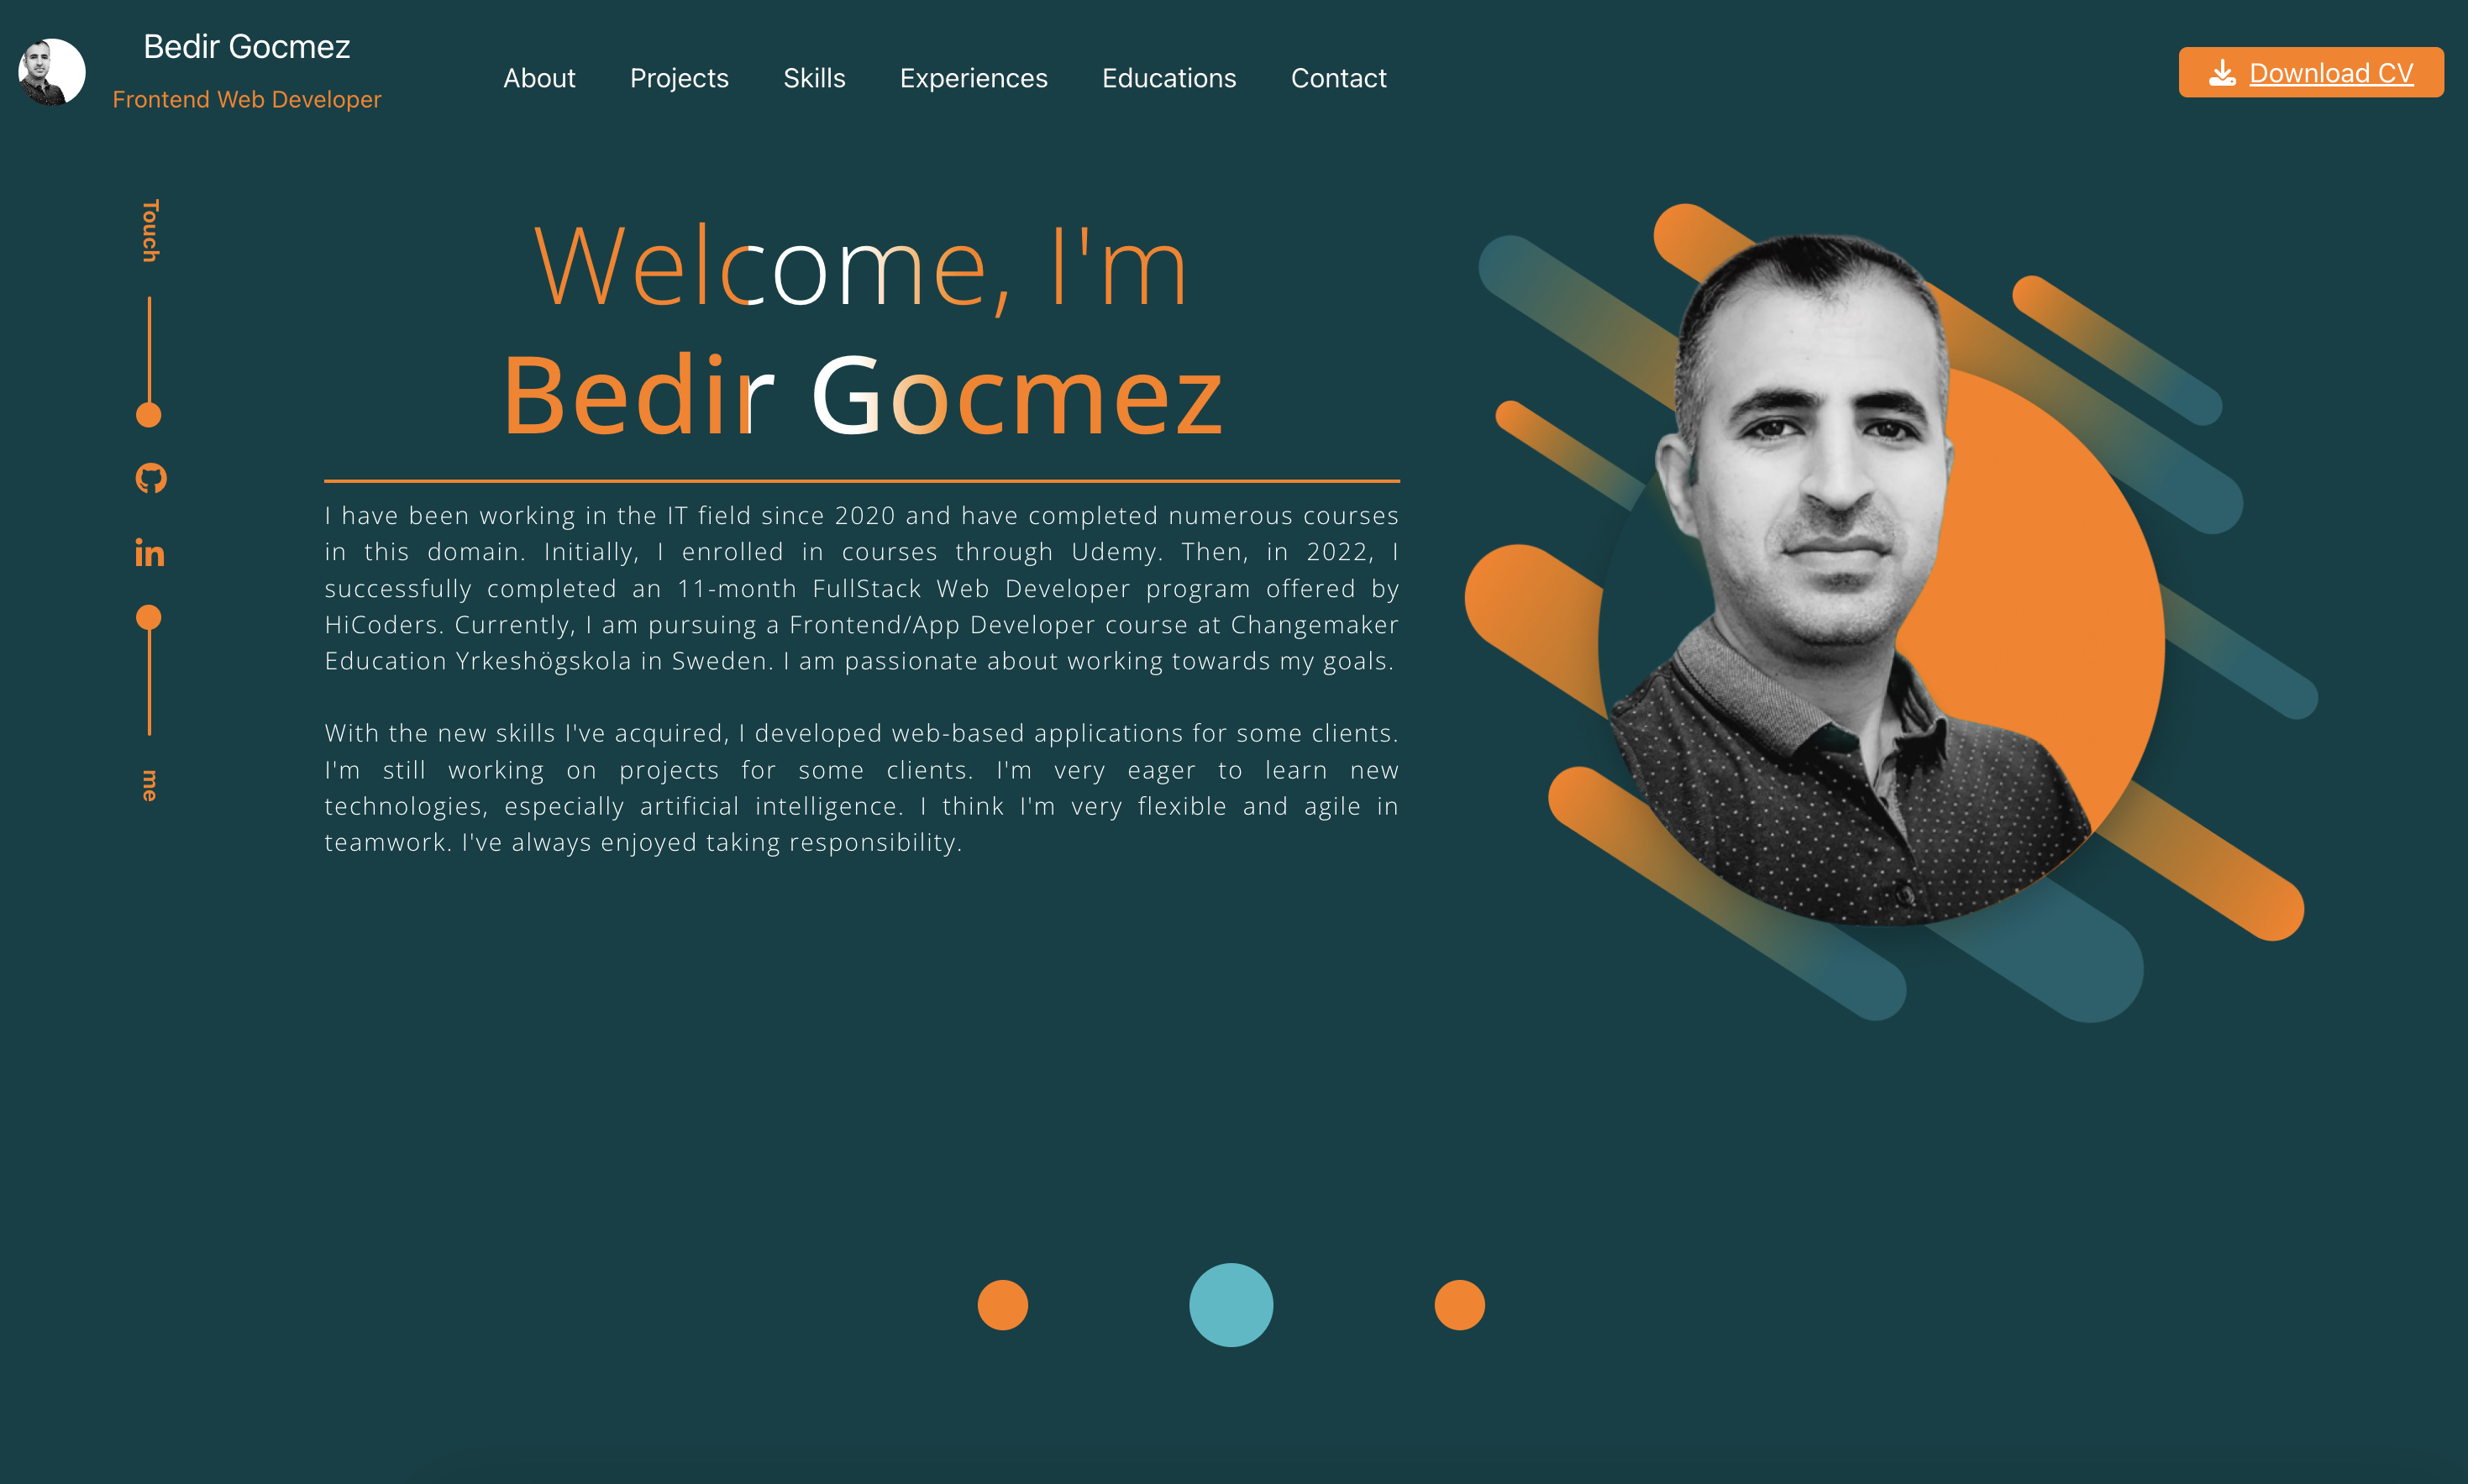 Bedir Gocmez
Frontend Web Developer
About
Projects
Skills
Experiences
Educations
Contact
Download CV
Touch
in
me
Welcome, I'm
Bedir Gocmez
I have been working in the IT field since 2020 and have completed numerous courses
in this domain. Initially, I enrolled in courses through Udemy. Then, in 2022, I
successfully completed an 11-month FullStack Web Developer program offered by
HiCoders. Currently, I am pursuing a Frontend/App Developer course at Changemaker
Education Yrkeshögskola in Sweden. I am passionate about working towards my goals.
With the new skills I've acquired, I developed web-based applications for some clients.
I'm still working on projects for some clients. I'm very eager to learn new
technologies, especially artificial intelligence. I think I'm very flexible and agile in
teamwork. I've always enjoyed taking responsibility.